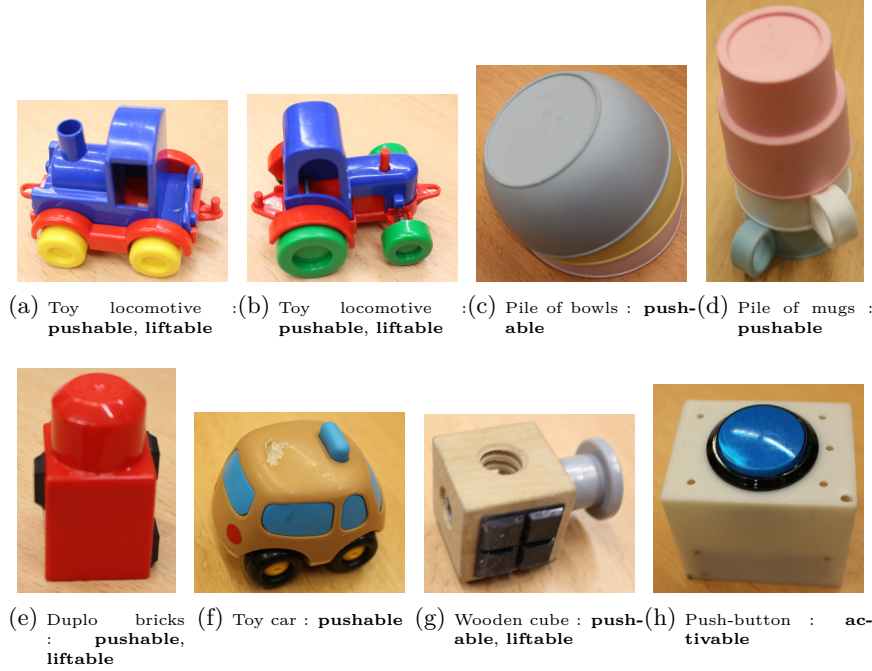 (a) Toy locomotive :
pushable, liftable
(b) Toy locomotive :
pushable, liftable
(c) Pile of bowls : push-
able
(d) Pile of mugs :
pushable
(e) Duplo bricks
: pushable,
liftable
(f) Toy car : pushable
(g) Wooden cube : push-
able, liftable
(h) Push-button : ac-
tivable